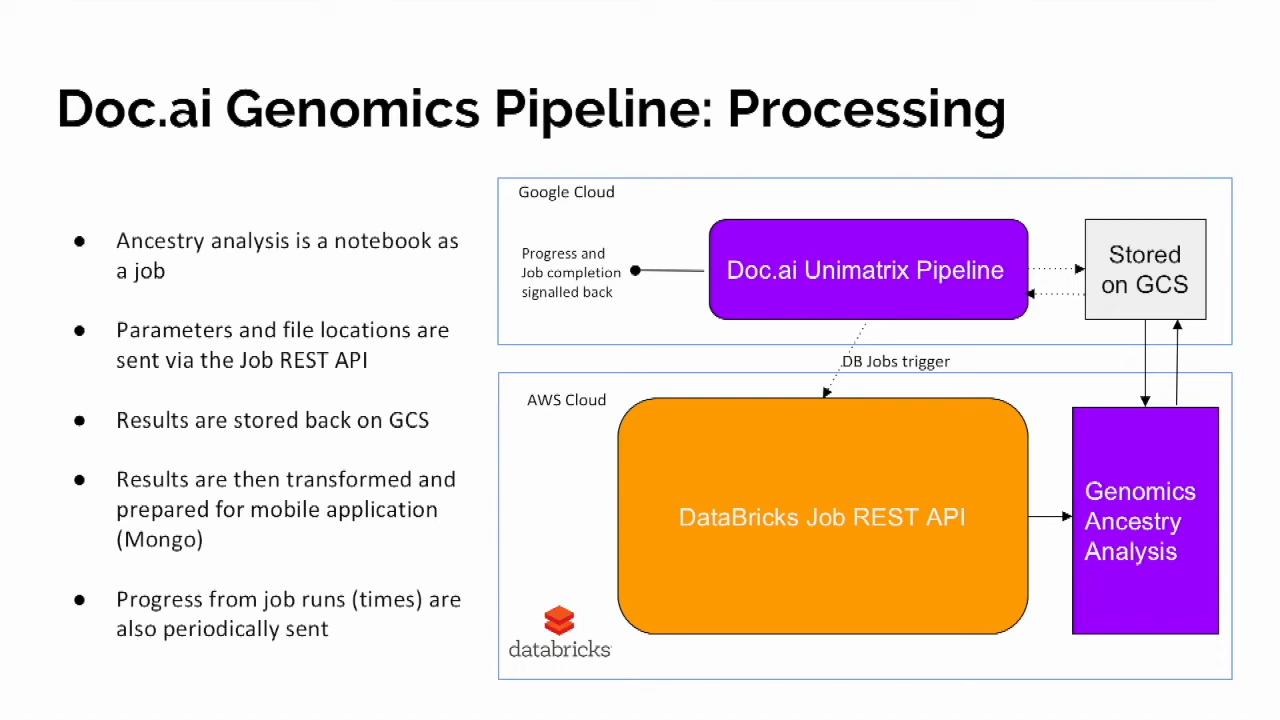 Doc.ai Genomics Pipeline: Processing
● Ancestry analysis is a notebook as
a job
● Parameters and file locations are
sent via the Job REST API
● Results are stored back on GCS
● Results are then transformed and
prepared for mobile application
(Mongo)
● Progress from job runs (times) are
also periodically sent
Google Cloud
Progress and
Job completion
signalled back
Doc.ai Unimatrix Pipeline
Stored
on GCS
DB Jobs trigger
AWS Cloud
DataBricks Job REST API
Genomics
Ancestry
Analysis
databricks